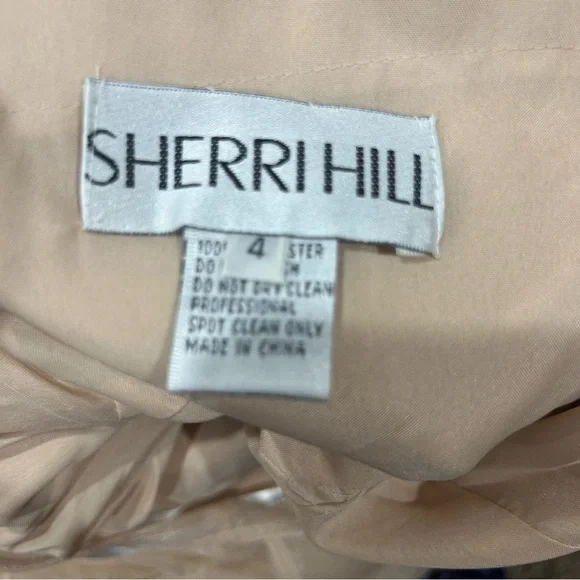 SHERRI HILL
4
DO NOT DRY CLEAN
PROFESSIONAL
SPOT CLEAN ONLY
MADE IN CHINA